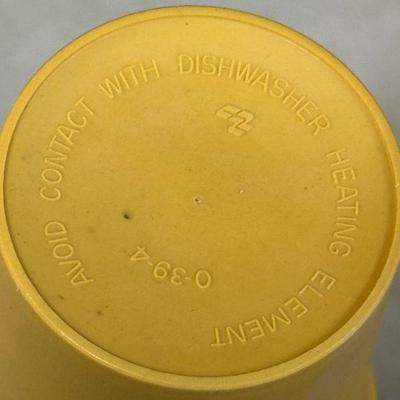 AVOID CONTACT WITH DISHWASHER HEATING ELEMENT
0-39-4